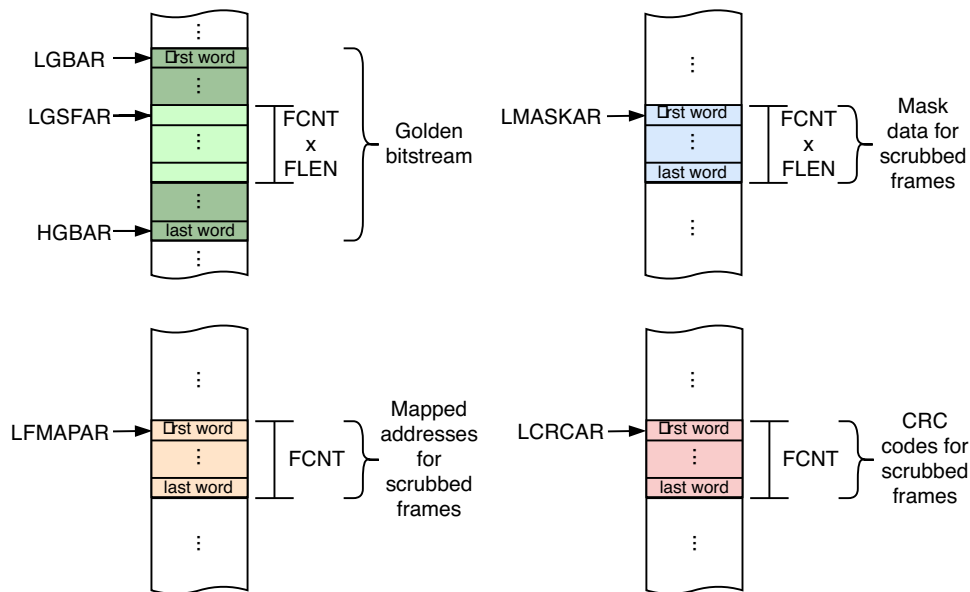 LGBAR
□rst word
LGSFAR
FCNT
x
FLEN
Golden
bitstream
HGBAR
last word
LMASKAR
□rst word
FCNT
x
FLEN
last word
Mask
data for
scrubbed
frames
LFMAPAR
□rst word
FCNT
last word
Mapped
addresses
for
scrubbed
frames
LCRCAR
□rst word
FCNT
last word
CRC
codes for
scrubbed
frames